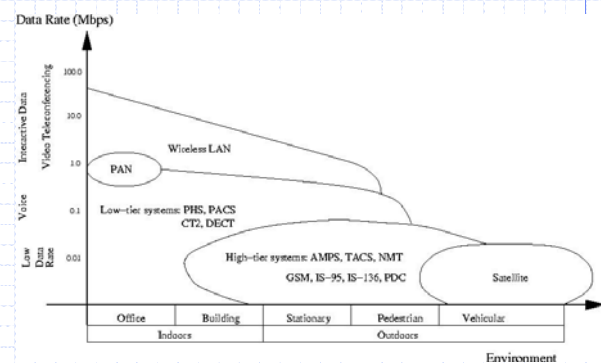 Data Rate (Mbps)
100.0
10.0
1.0
0.1
0.01
Interactive Data
Video Teleconferencing
Voice
Low
Data
Rate
Wireless LAN
PAN
Low-tier systems: PHS, PACS
CT2, DECT
High-tier systems: AMPS, TACS, NMT
GSM, IS-95, IS-136, PDC
Satellite
Office Building Stationary Pedestrian Vehicular
Indoors Outdoors
Environment